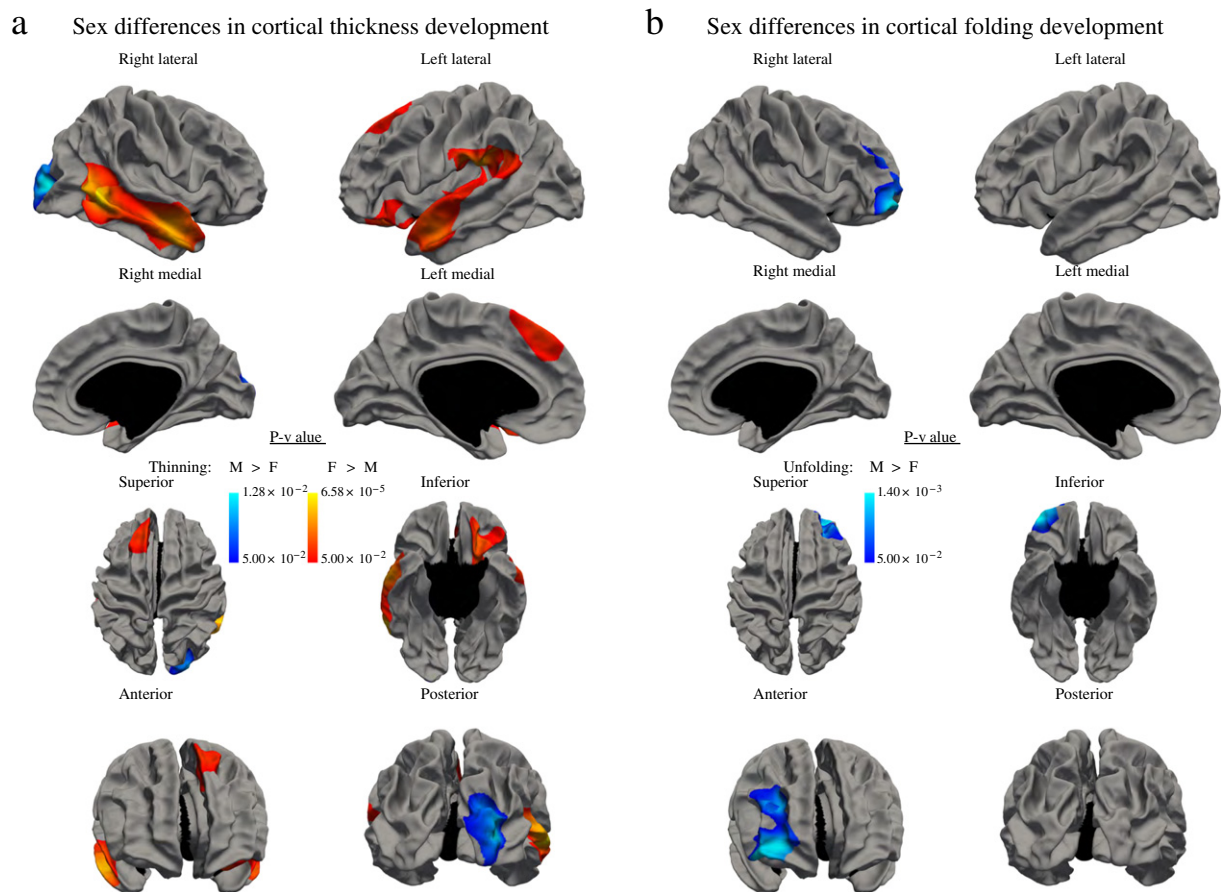 a Sex differences in cortical thickness development
Right lateral Left lateral
Right medial Left medial
P-v alue
Thinning: M > F F > M
Superior Inferior
1.28 × 10⁻² 6.58 × 10⁻⁵
5.00 × 10⁻² 5.00 × 10⁻²
Anterior Posterior
b Sex differences in cortical folding development
Right lateral Left lateral
Right medial Left medial
P-v alue
Unfolding: M > F
Superior Inferior
1.40 × 10⁻³
5.00 × 10⁻²
Anterior Posterior